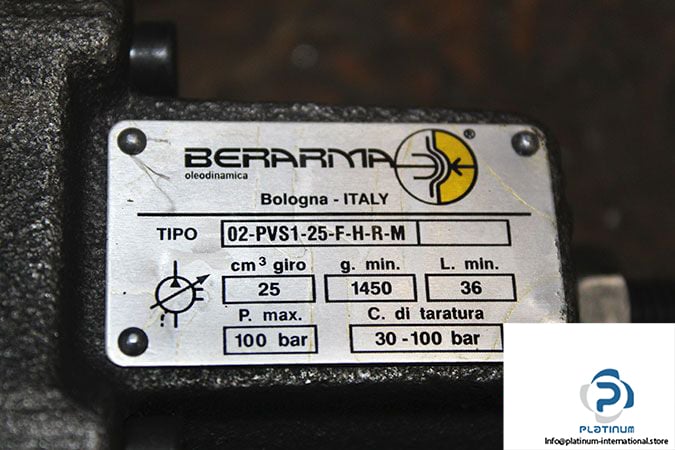 BERARMA ®
oleodinamica
Bologna - ITALY
TIPO 02-PVS1-25-F-H-R-M
cm³ giro g. min. L. min.
25 1450 36
P. max. C. di taratura
100 bar 30-100 bar
PLATINUM
Info@platinum-international.store